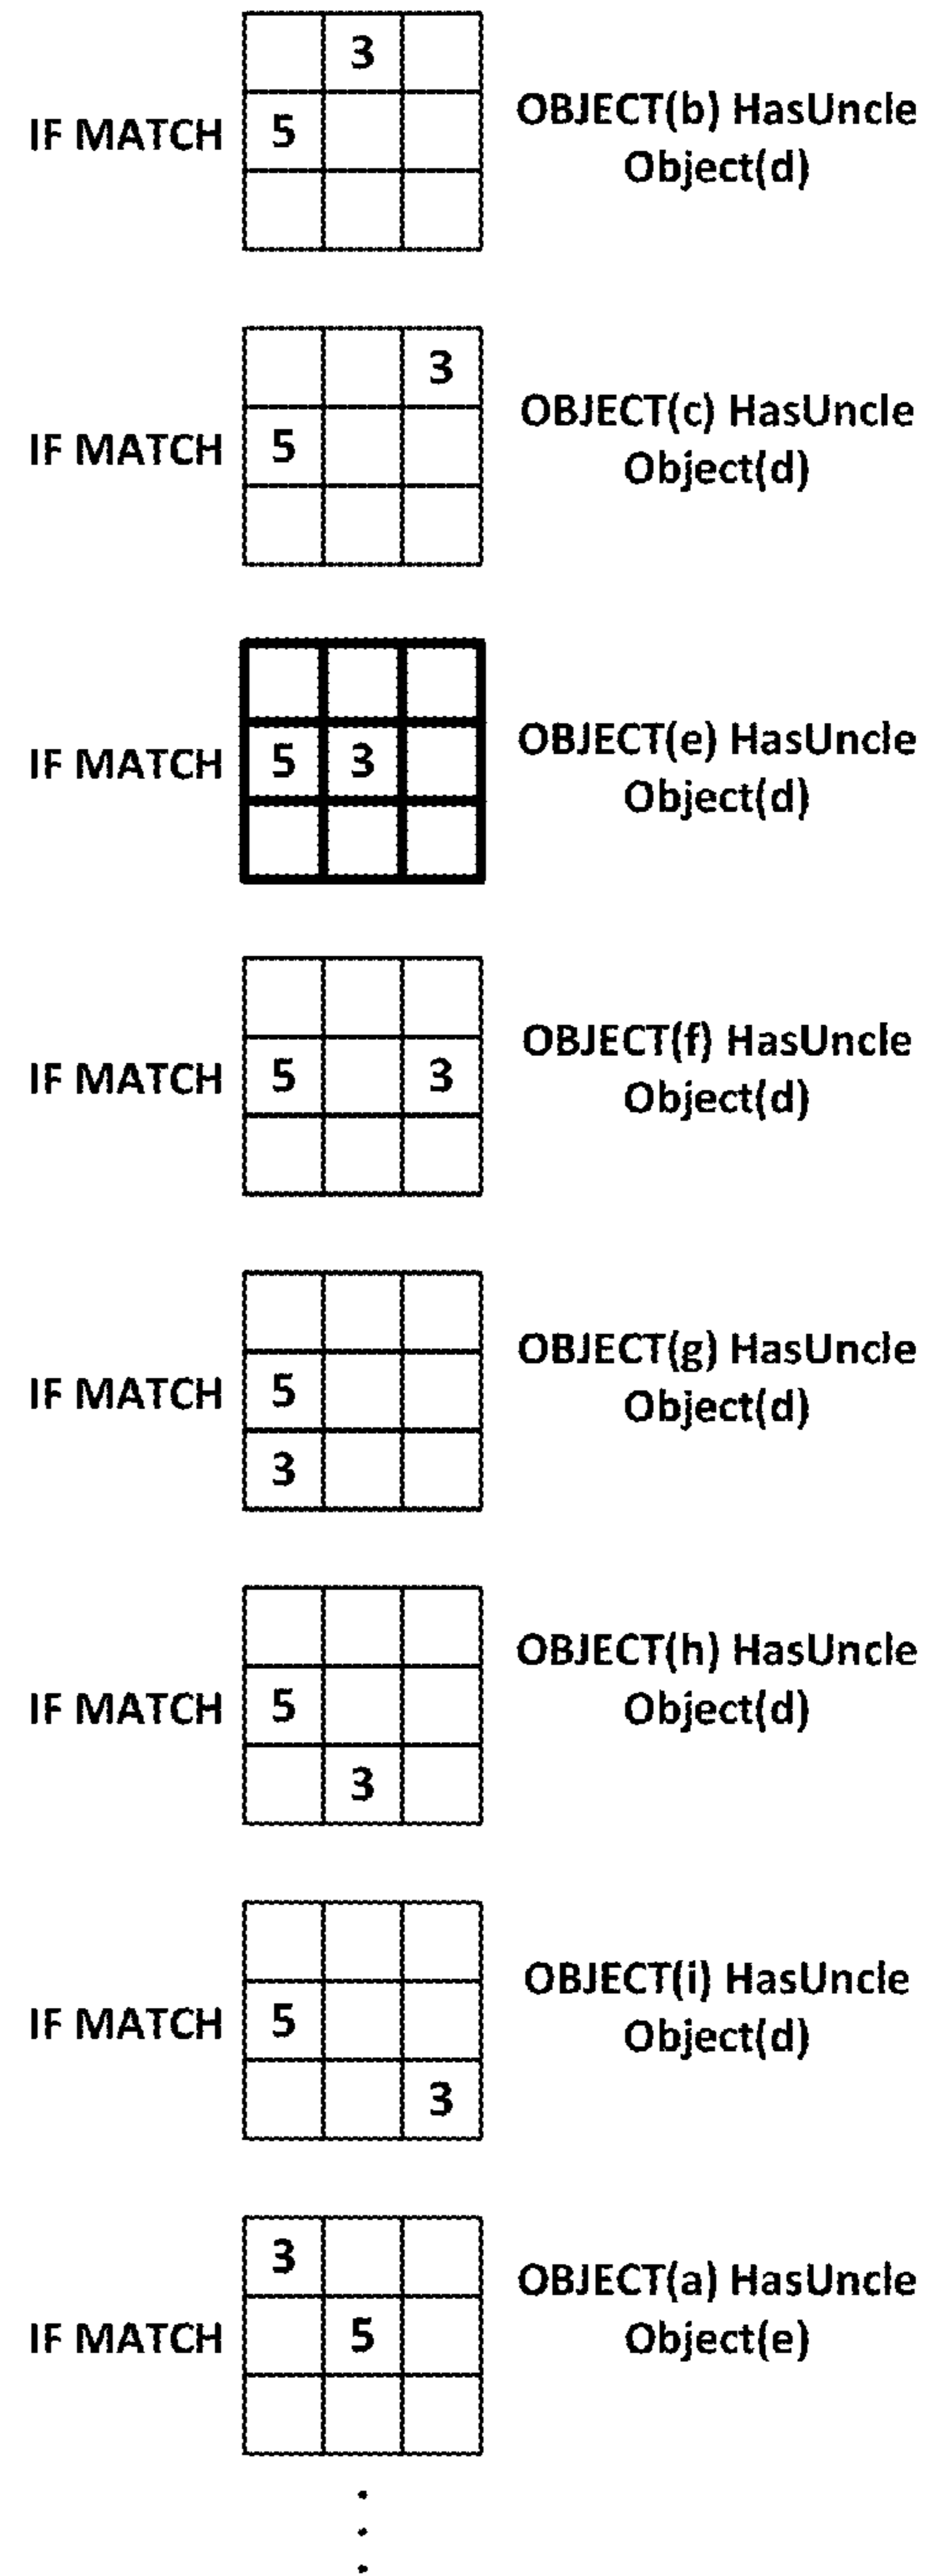 3
OBJECT(b) HasUncle
IF MATCH 5
Object(d)
3
OBJECT(c) HasUncle
IF MATCH 5
Object(d)
OBJECT(e) HasUncle
IF MATCH 5 3
Object(d)
OBJECT(f) HasUncle
IF MATCH 5 3
Object(d)
OBJECT(g) HasUncle
IF MATCH 5
Object(d)
3
OBJECT(h) HasUncle
IF MATCH 5
Object(d)
3
OBJECT(i) HasUncle
IF MATCH 5
Object(d)
3
3
OBJECT(a) HasUncle
IF MATCH 5
Object(e)